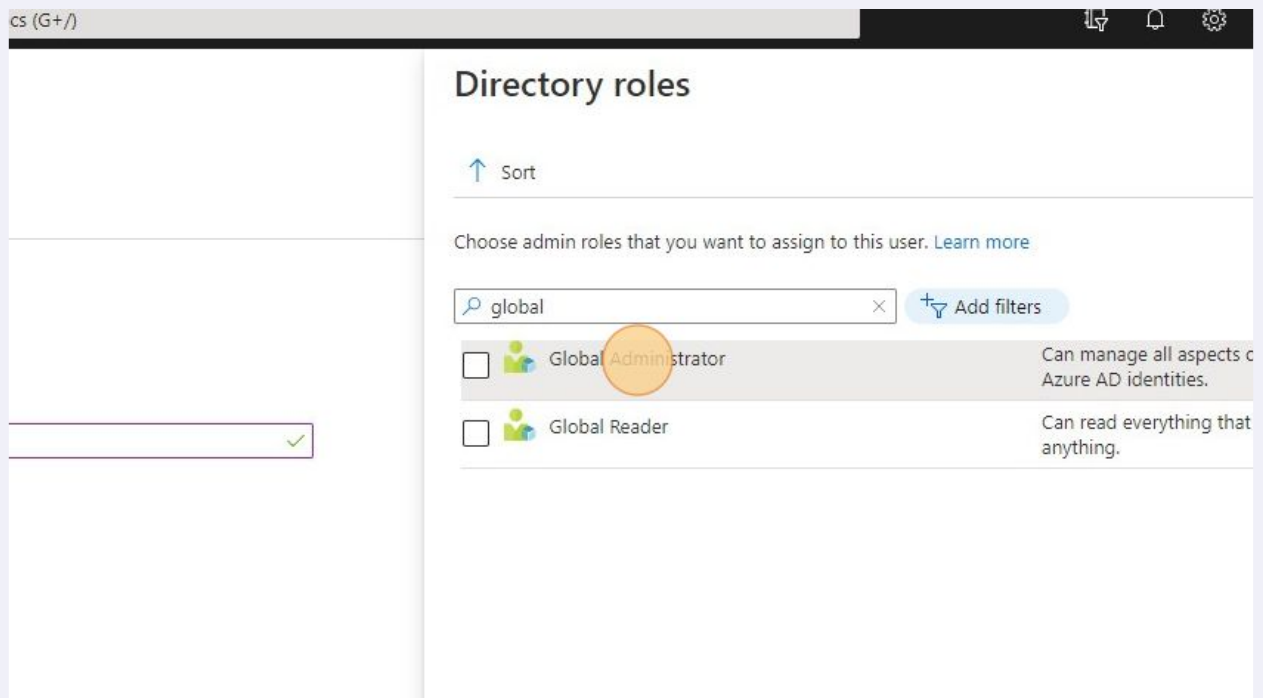 cs (G+/)
Directory roles
Sort
Choose admin roles that you want to assign to this user. Learn more
global
Add filters
Global Administrator
Can manage all aspects
Azure AD identities.
Global Reader
Can read everything that
anything.